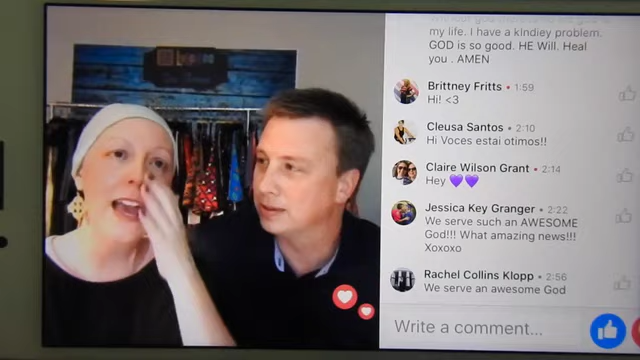 my life. I have a kIndiey problem.
GOD is so good. HE Will. Heal
you . AMEN
Brittney Fritts • 1:59
Hi! <3
Cleusa Santos • 2:10
Hi Voces estai otimos!!
Claire Wilson Grant • 2:14
Hey 💜💜
Jessica Key Granger • 2:22
We serve such an AWESOME
God!!! What amazing news!!!
Xoxoxo
Rachel Collins Klopp • 2:56
We serve an awesome God
Write a comment...